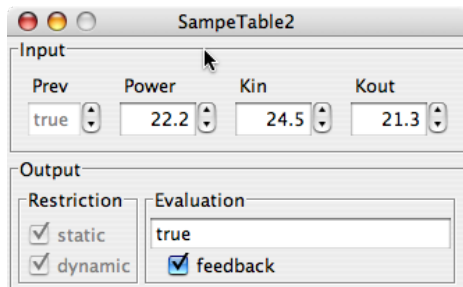 SampeTable2
Input
Prev Power Kin Kout
true 22.2 24.5 21.3
Output
Restriction Evaluation
static true
dynamic feedback